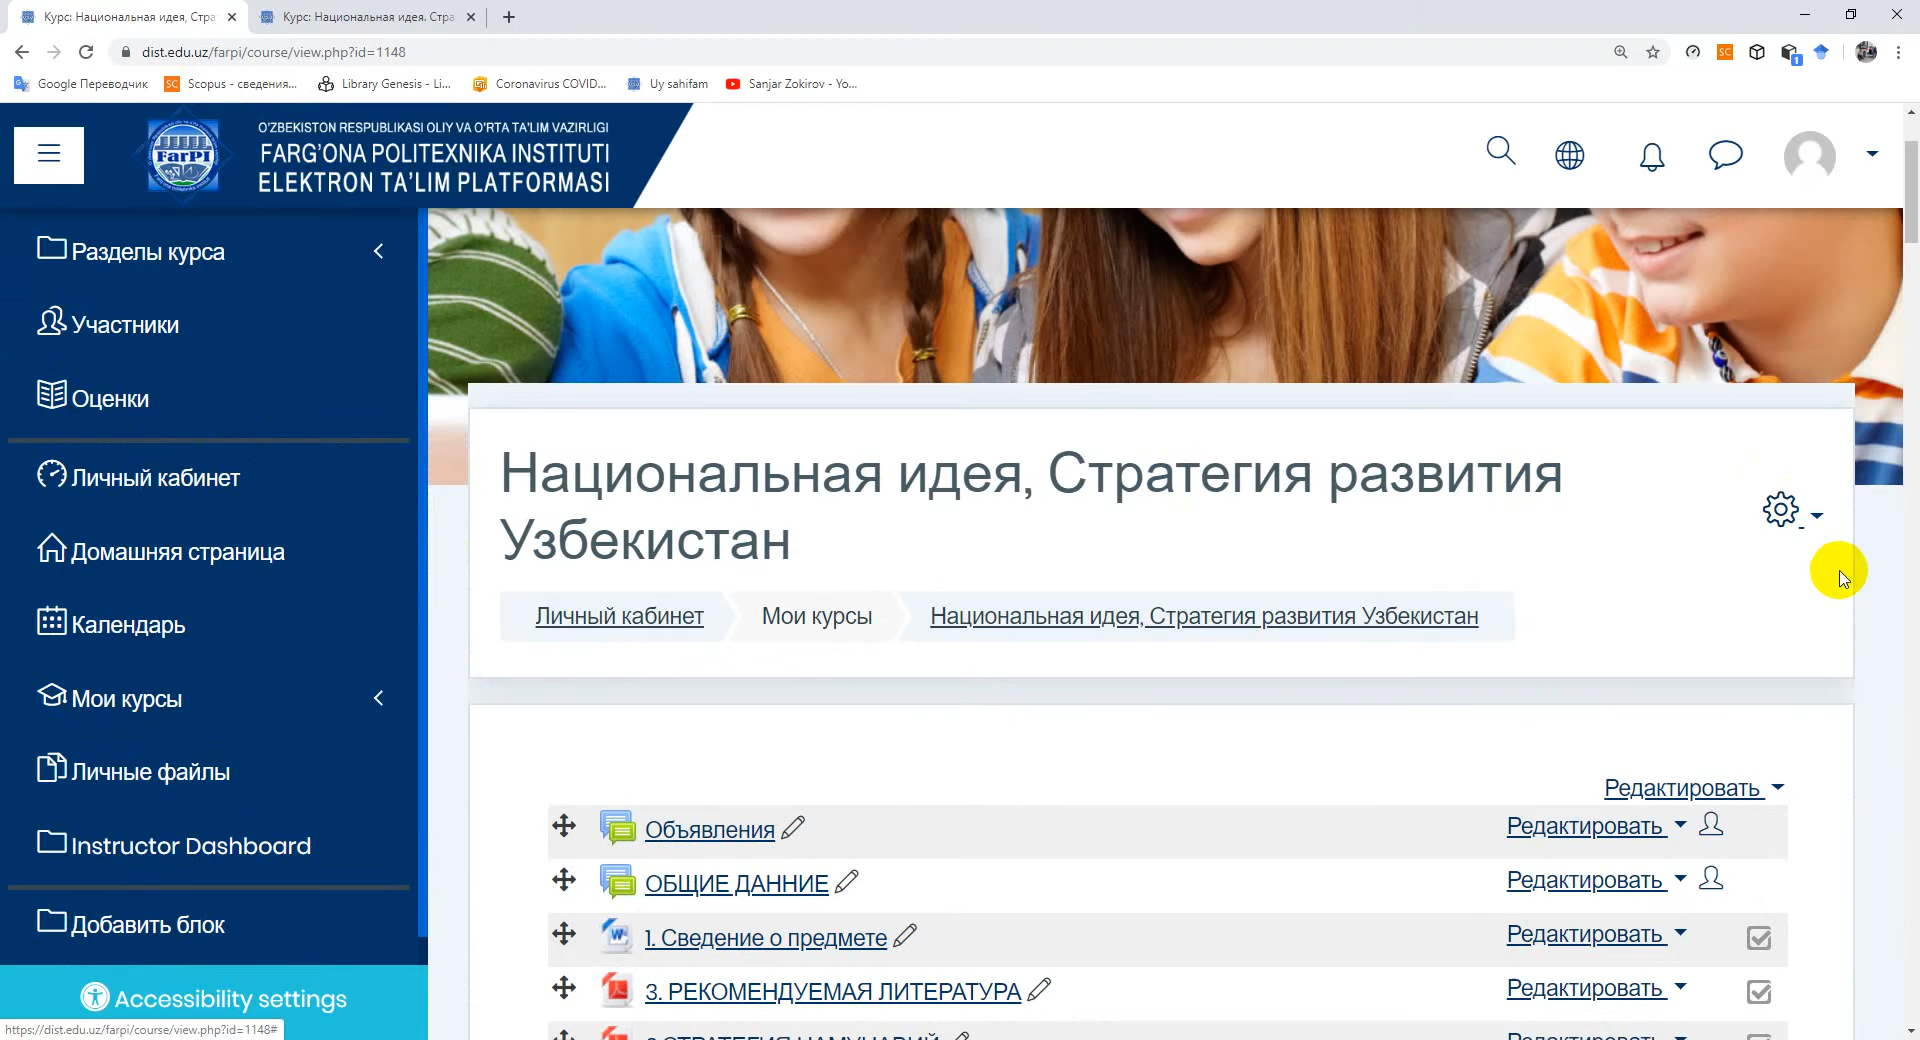 Курс: Национальная идея, Стра
Курс: Национальная идея. Стра
dist.edu.uz/farpi/course/view.php?id=1148
Google Переводчик
SC
Scopus - сведения...
Library Genesis - Li...
Coronavirus COVID...
Uy sahifam
Sanjar Zokirov - Yo...
SC
1
FarPI
O'ZBEKISTON RESPUBLIKASI OLIY VA O'RTA TA'LIM VAZIRLIGI
FARG'ONA POLITEXNIKA INSTITUTI
ELEKTRON TA'LIM PLATFORMASI
Разделы курса
Участники
Оценки
Личный кабинет
Домашняя страница
Календарь
Мои курсы
Личные файлы
Instructor Dashboard
Добавить блок
Accessibility settings
https://dist.edu.uz/farpi/course/view.php?id=1148#
Национальная идея, Стратегия развития
Узбекистан
Личный кабинет
Мои курсы
Национальная идея, Стратегия развития Узбекистан
Редактировать
Объявления
Редактировать
ОБЩИЕ ДАННИЕ
Редактировать
1. Сведение о предмете
Редактировать
3. РЕКОМЕНДУЕМАЯ ЛИТЕРАТУРА
Редактировать